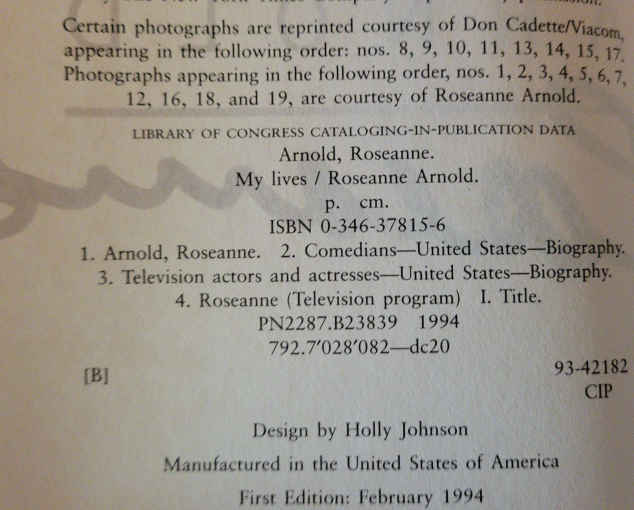 Certain photographs are reprinted courtesy of Don Cadette/Viacom,
appearing in the following order: nos. 8, 9, 10, 11, 13, 14, 15, 17.
Photographs appearing in the following order, nos. 1, 2, 3, 4, 5, 6, 7,
12, 16, 18, and 19, are courtesy of Roseanne Arnold.
LIBRARY OF CONGRESS CATALOGING-IN-PUBLICATION DATA
Arnold, Roseanne.
My lives / Roseanne Arnold.
p. cm.
ISBN 0-346-37815-6
1. Arnold, Roseanne. 2. Comedians—United States—Biography.
3. Television actors and actresses—United States—Biography.
4. Roseanne (Television program) I. Title.
PN2287.B23839 1994
792.7′028′082—dc20
93-42182
[B]
CIP
Design by Holly Johnson
Manufactured in the United States of America
First Edition: February 1994